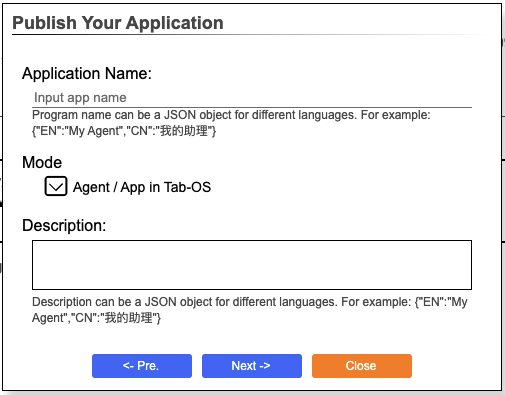 Publish Your Application
Application Name:
Input app name
Program name can be a JSON object for different languages. For example:
{"EN":"My Agent","CN":"我的助理"}
Mode
Agent / App in Tab-OS
Description:
Description can be a JSON object for different languages. For example: {"EN":"My
Agent","CN":"我的助理"}
<- Pre.
Next ->
Close